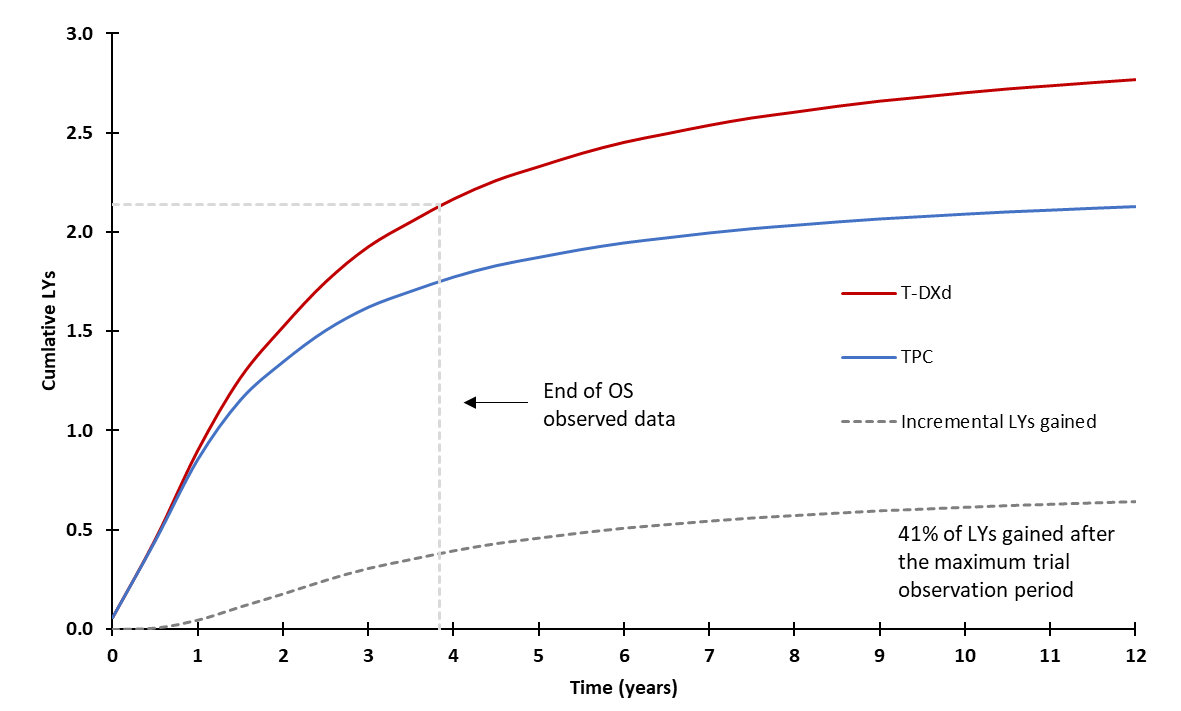 3.0
2.5
2.0
1.5
1.0
0.5
0.0
Cumlative LYs
T-DXd
TPC
Incremental LYs gained
End of OS
observed data
41% of LYs gained after
the maximum trial
observation period
0 1 2 3 4 5 6 7 8 9 10 11 12
Time (years)